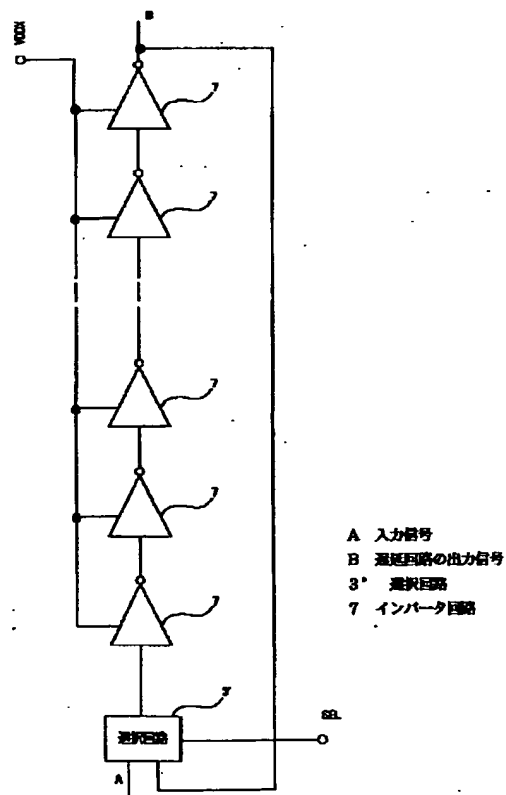 B
VDDX
7
7
7
7
7
A 入力信号
B 遅延回路の出力信号
3' 選択回路
7 インバータ回路
3'
SEL
選択回路
A